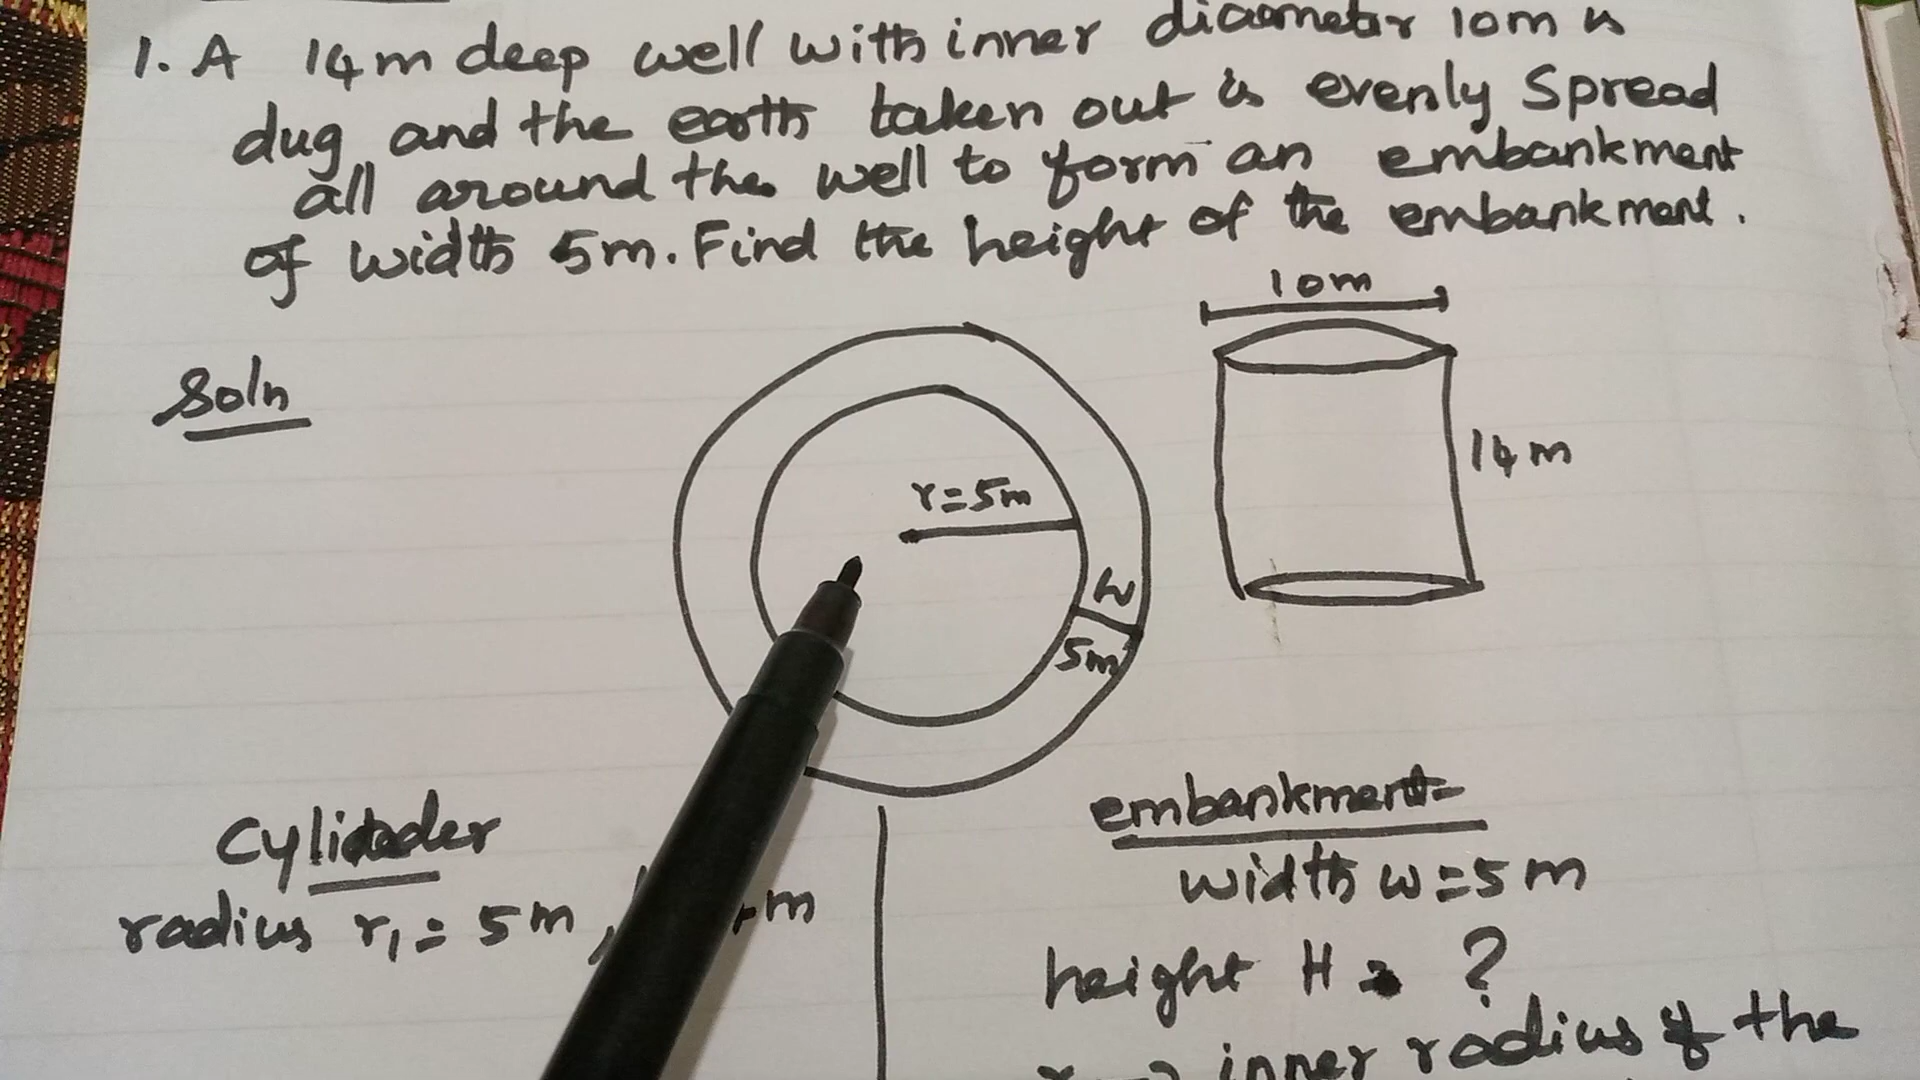 1. A 14m deep well with inner diameter 10m is
dug and the earth taken out is evenly spread
all around the well to form an embankment
of width 5m. Find the height of the embankment.
10m
Soln
14m
r=5m
w
5m
Cylinder
radius r1 = 5m,
m
embankment
width w=5m
height H = ?
inner radius of the